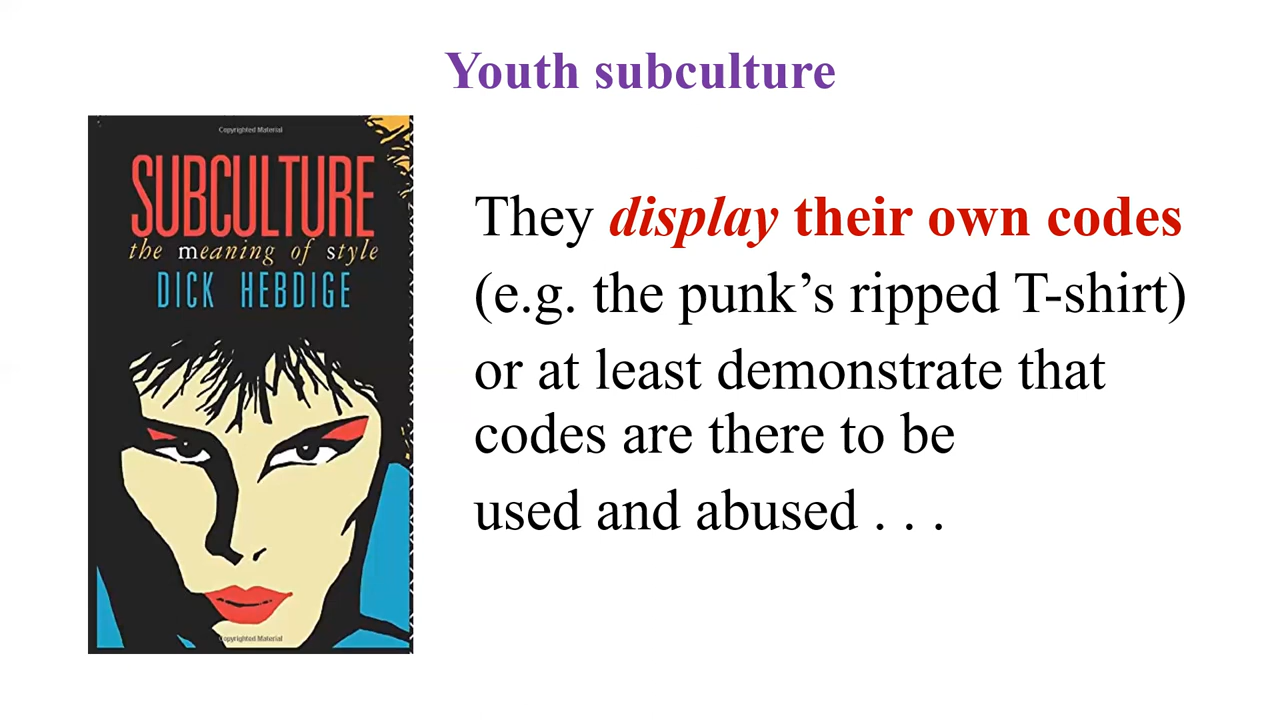 Youth subculture
Copyrighted Material
SUBCULTURE
the meaning of style
DICK HEBDIGE
Copyrighted Material
They display their own codes
(e.g. the punk’s ripped T-shirt)
or at least demonstrate that
codes are there to be
used and abused . . .